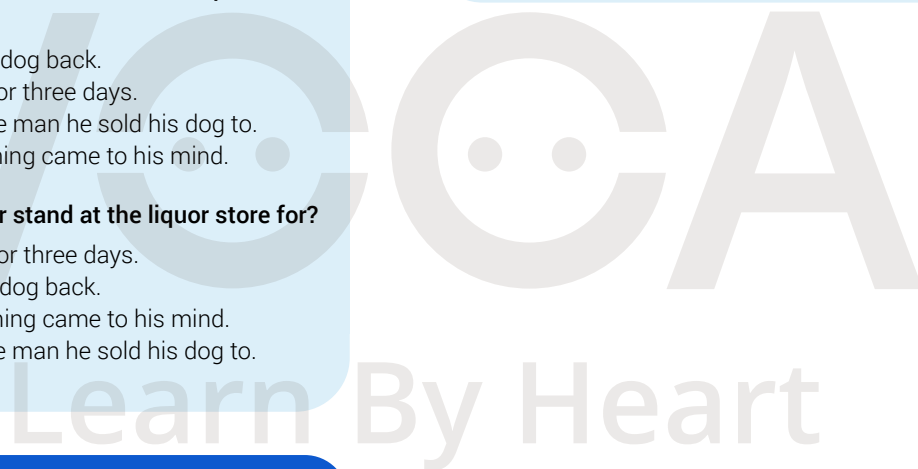 dog back.
or three days.
e man he sold his dog to.
ning came to his mind.
r stand at the liquor store for?
or three days.
dog back.
ning came to his mind.
e man he sold his dog to.
Learn By Heart